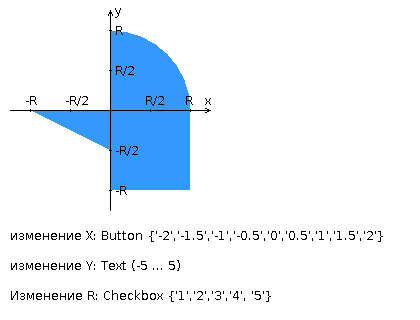 y
R
R/2
-R -R/2 R/2 R x
-R/2
-R
изменение X: Button {'-2','-1.5','-1','-0.5','0','0.5','1','1.5','2'}
изменение Y: Text (-5 ... 5)
Изменение R: Checkbox {'1','2','3','4', '5'}